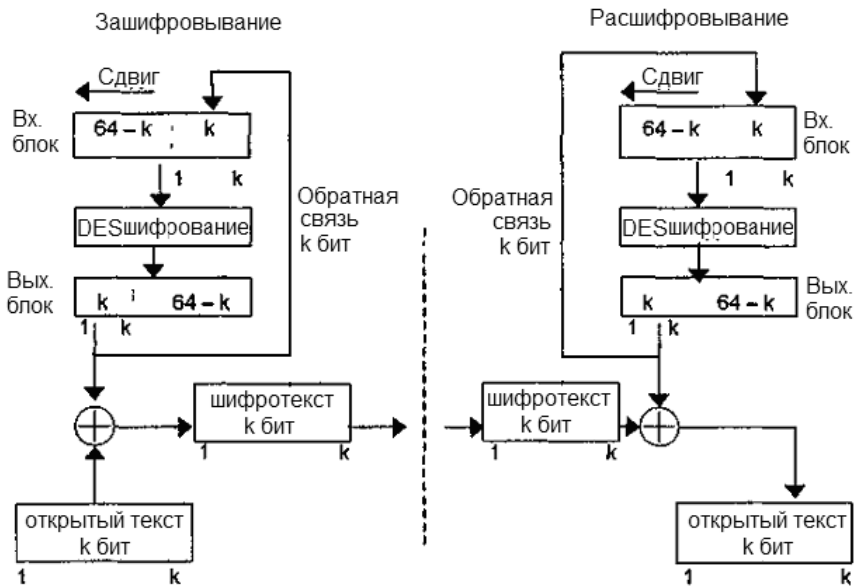 Зашифровывание
Сдвиг
Вх.
блок
64 – k
k
1
k
DESшифрование
Обратная
связь
k бит
Вых.
блок
k
64 – k
1
k
шифротекст
k бит
1
k
открытый текст
k бит
1
k
Расшифровывание
Сдвиг
64 – k
k
Вх.
блок
1
k
Обратная
связь
k бит
DESшифрование
k
64 – k
Вых.
блок
1
k
шифротекст
k бит
1
k
открытый текст
k бит
1
k